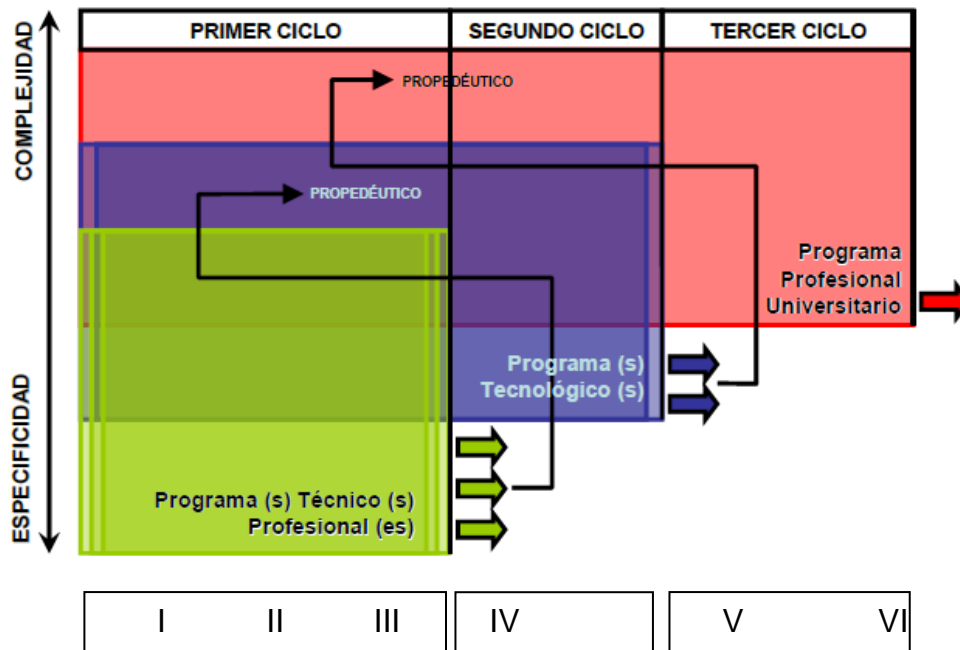 PRIMER CICLO
SEGUNDO CICLO
TERCER CICLO
COMPLEJIDAD
PROPEDÉUTICO
PROPEDÉUTICO
Programa
Profesional
Universitario
Programa (s)
Tecnológico (s)
ESPECIFICIDAD
Programa (s) Técnico (s)
Profesional (es)
I II III IV V VI